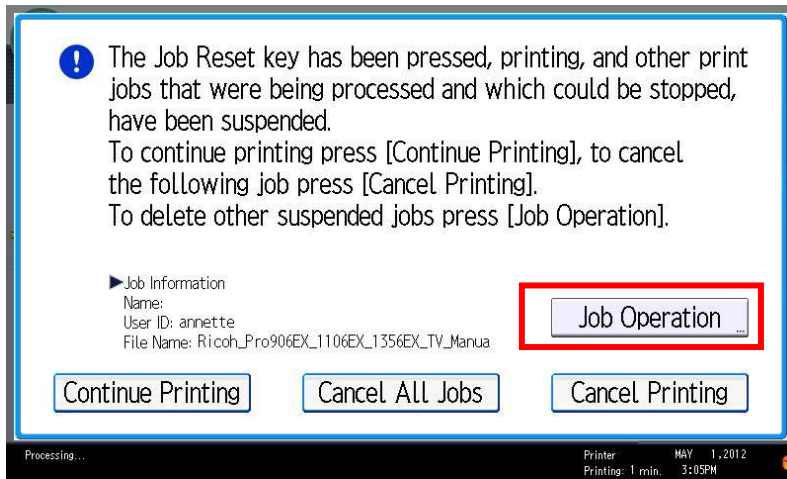 The Job Reset key has been pressed, printing, and other print
jobs that were being processed and which could be stopped,
have been suspended.
To continue printing press [Continue Printing], to cancel
the following job press [Cancel Printing].
To delete other suspended jobs press [Job Operation].
▶Job Information
Name:
User ID: annette
File Name: Ricoh_Pro906EX_1106EX_1356EX_TV_Manua
Job Operation ...
Continue Printing
Cancel All Jobs
Cancel Printing
Processing...
Printer MAY 1,2012
Printing: 1 min. 3:05PM